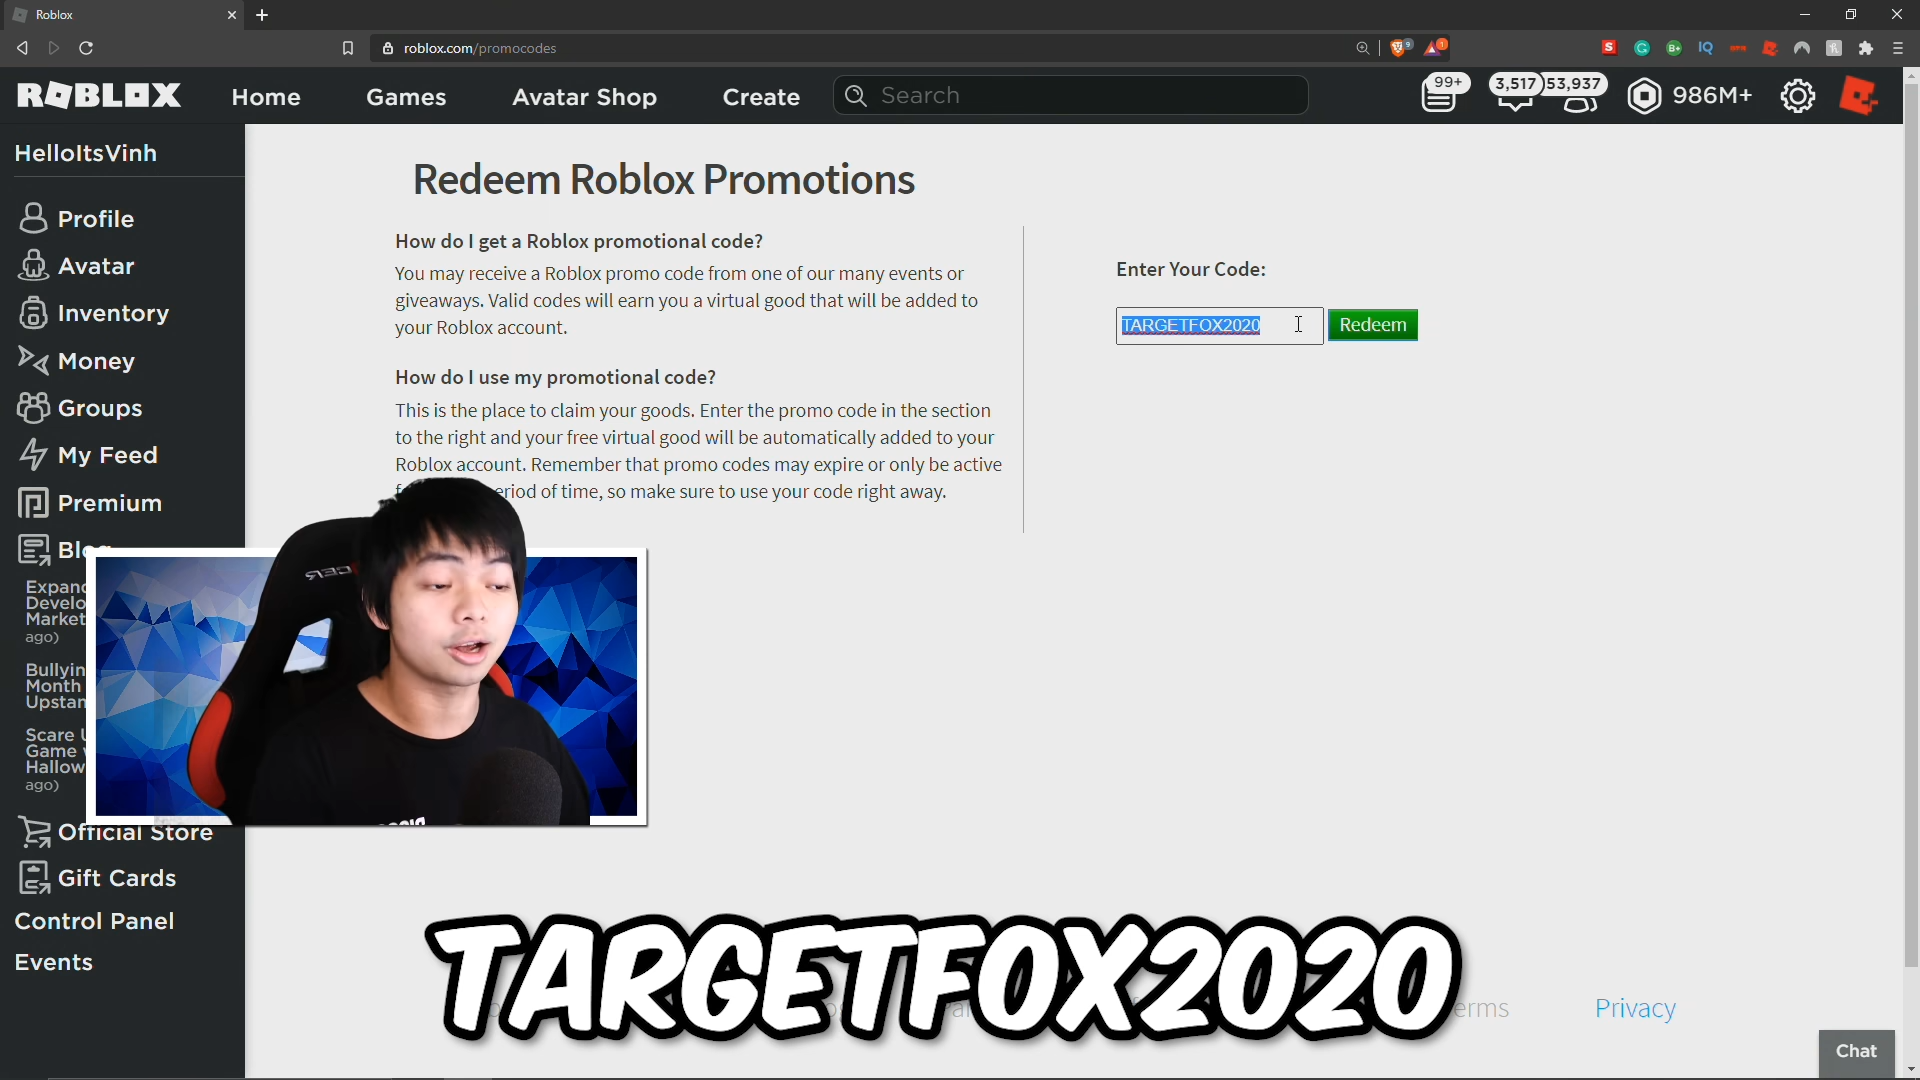 Roblox
roblox.com/promocodes
ROBLOX
Home
Games
Avatar Shop
Create
Search
99+
3,517
53,937
986M+
HelloItsVinh
Profile
Avatar
Inventory
Money
Groups
My Feed
Premium
ago)
Month
ago)
Official Store
Gift Cards
Control Panel
Events
Redeem Roblox Promotions
How do I get a Roblox promotional code?
You may receive a Roblox promo code from one of our many events or
giveaways. Valid codes will earn you a virtual good that will be added to
your Roblox account.
How do I use my promotional code?
This is the place to claim your goods. Enter the promo code in the section
to the right and your free virtual good will be automatically added to your
Roblox account. Remember that promo codes may expire or only be active
of time, so make sure to use your code right away.
Enter Your Code:
TARGETFOX2020
Redeem
TARGETFOX2020
Privacy
Chat